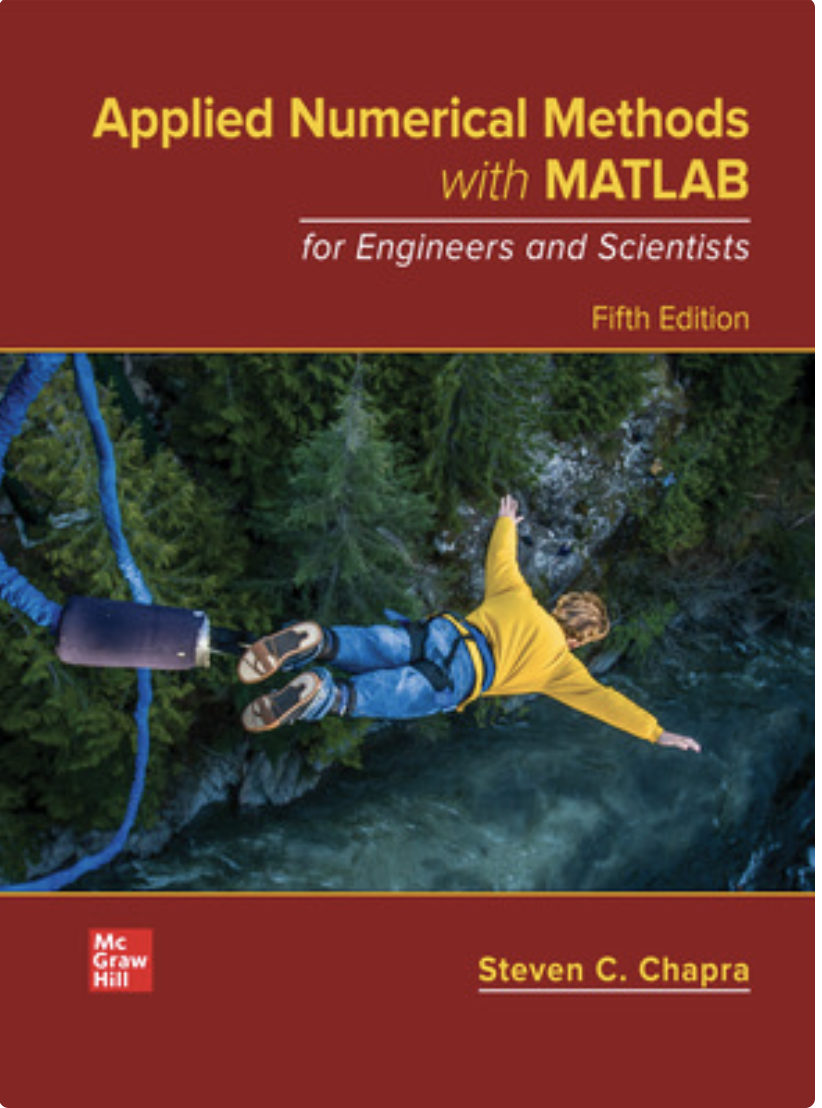 Applied Numerical Methods
with MATLAB
for Engineers and Scientists
Fifth Edition
Mc
Graw
Hill
Steven C. Chapra